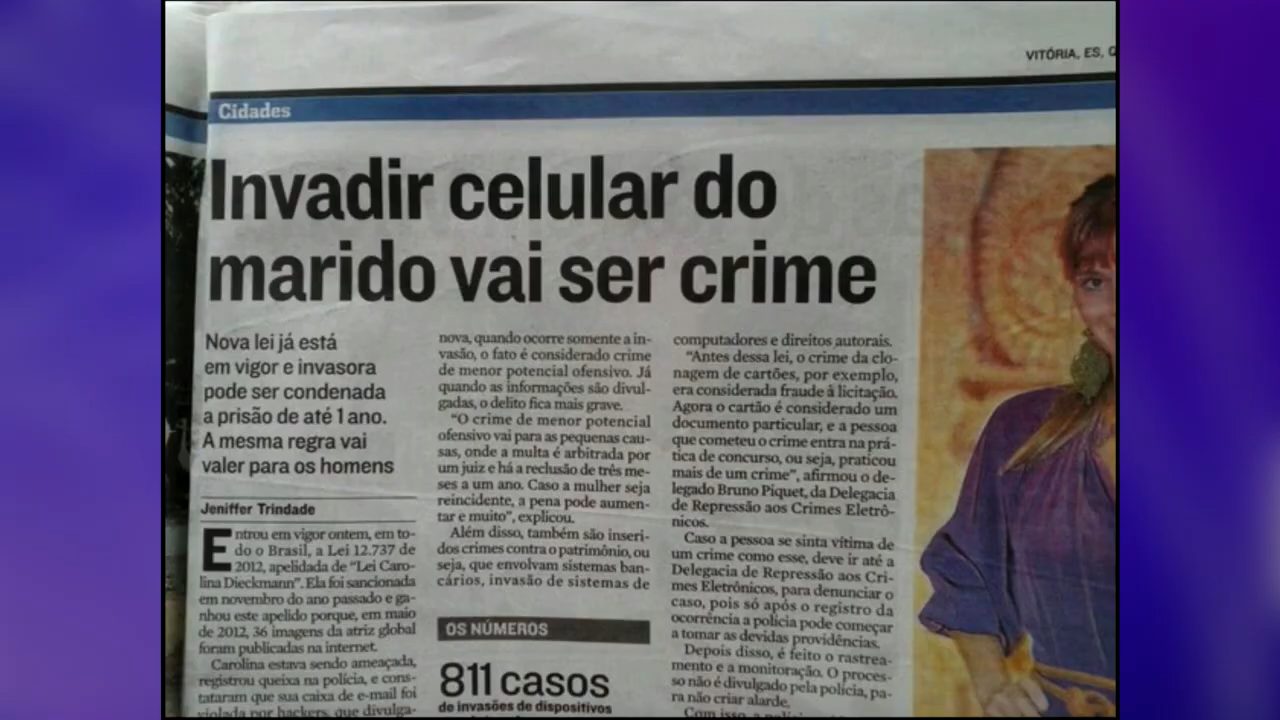 VITÓRIA, ES,
Cidades
Invadir celular do
marido vai ser crime
Nova lei já está
em vigor e invasora
pode ser condenada
a prisão de até 1 ano.
A mesma regra vai
valer para os homens
Jeniffer Trindade
Entrou em vigor ontem, em to-
do o Brasil, a Lei 12.737 de
2012, apelidada de “Lei Caro-
lina Dieckmann”. Ela foi sancionada
em novembro do ano passado e ga-
nhou este apelido porque, em maio
de 2012, 36 imagens da atriz global
foram publicadas na internet.
Carolina estava sendo ameaçada,
registrou queixa na polícia, e cons-
tataram que sua caixa de e-mail foi
violada por hackers, que divulga-
nova, quando ocorre somente a in-
vasão, o fato é considerado crime
de menor potencial ofensivo. Já
quando as informações são divul-
gadas, o delito fica mais grave.
“O crime de menor potencial
ofensivo vai para as pequenas cau-
sas, onde a multa é arbitrada por
um juiz e há a reclusão de três me-
ses a um ano. Caso a mulher seja
reincidente, a pena pode aumen-
tar e muito”, explicou.
Além disso, também são inseri-
dos crimes contra o patrimônio, ou
seja, que envolvam sistemas ban-
cários, invasão de sistemas de
OS NÚMEROS
811 casos
de invasões de dispositivos
computadores e direitos autorais.
“Antes dessa lei, o crime da clo-
nagem de cartões, por exemplo,
era considerada fraude à licitação.
Agora o cartão é considerado um
documento particular, e a pessoa
que cometeu o crime entra na prá-
tica de concurso, ou seja, praticou
mais de um crime”, afirmou o de-
legado Bruno Piquet, da Delegacia
de Repressão aos Crimes Eletrô-
nicos.
Caso a pessoa se sinta vítima de
um crime como esse, deve ir até a
Delegacia de Repressão aos Cri-
mes Eletrônicos, para denunciar o
caso, pois só após o registro da
ocorrência a polícia pode começar
a tomar as devidas providências.
Depois disso, é feito o rastrea-
mento e a monitoração. O proces-
so não é divulgado pela polícia, pa-
ra não criar alarde.